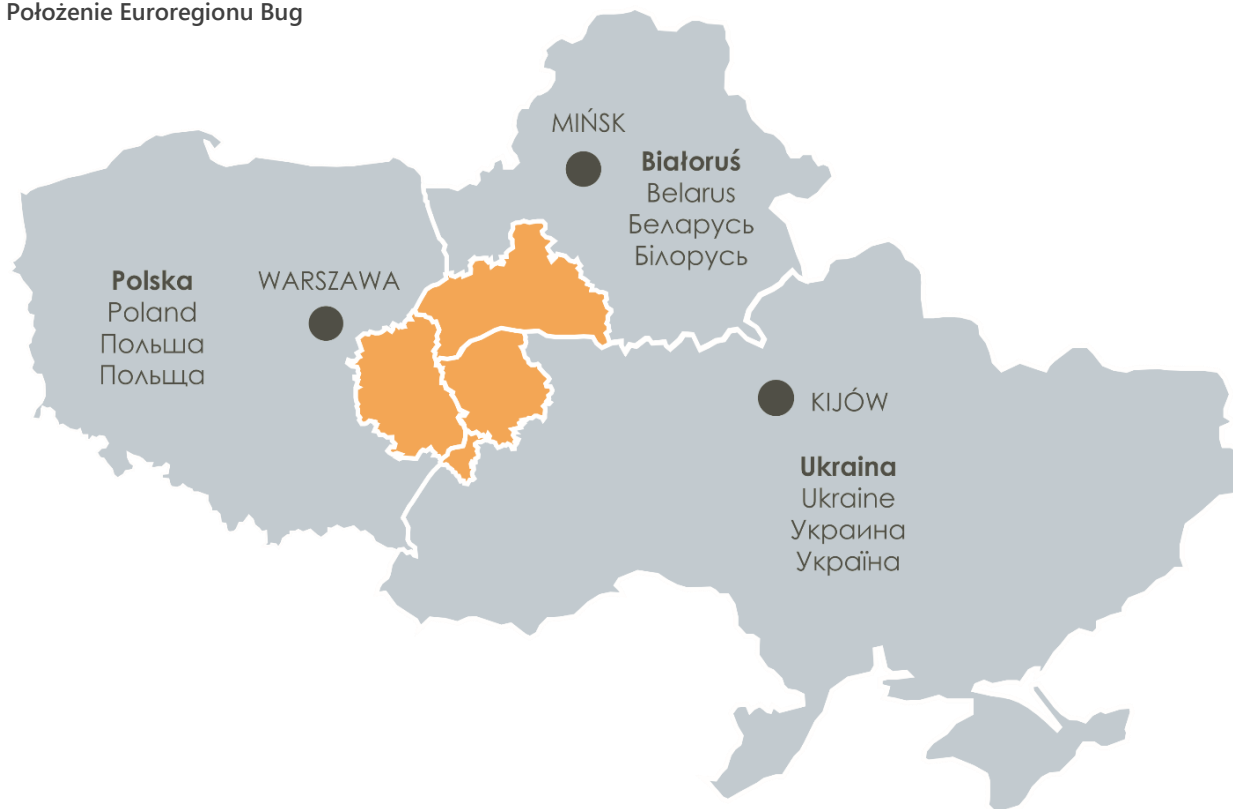 Położenie Euroregionu Bug
MIŃSK
Białoruś
Belarus
Беларусь
Білорусь
Polska
Poland
Польша
Польща
WARSZAWA
KIJÓW
Ukraina
Ukraine
Украина
Україна